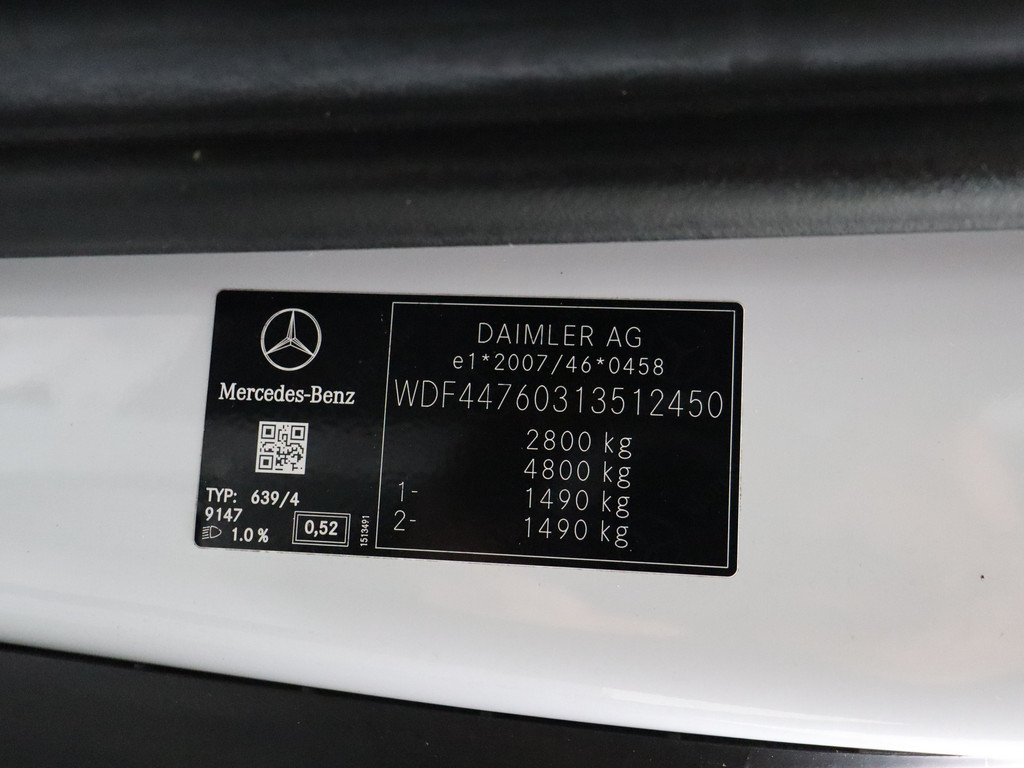 Mercedes-Benz
TYP: 639/4
9147
1.0 %
0,52
1513491
DAIMLER AG
e1*2007/46*0458
WDF44760313512450
2800 kg
4800 kg
1- 1490 kg
2- 1490 kg